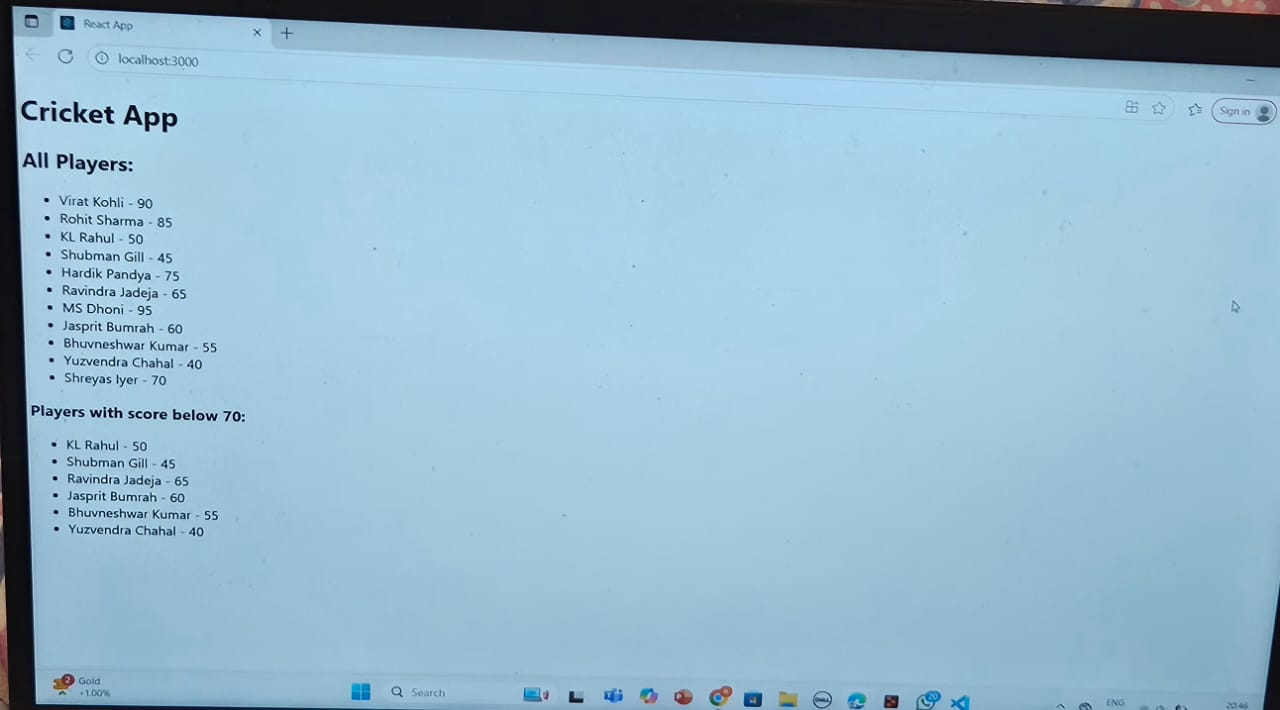 React App
localhost:3000
Sign in
Cricket App
All Players:
Virat Kohli - 90
Rohit Sharma - 85
KL Rahul - 50
Shubman Gill - 45
Hardik Pandya - 75
Ravindra Jadeja - 65
MS Dhoni - 95
Jasprit Bumrah - 60
Bhuvneshwar Kumar - 55
Yuzvendra Chahal - 40
Shreyas Iyer - 70
Players with score below 70:
KL Rahul - 50
Shubman Gill - 45
Ravindra Jadeja - 65
Jasprit Bumrah - 60
Bhuvneshwar Kumar - 55
Yuzvendra Chahal - 40
2
Gold
+1.00%
Search
DELL
20
ENG
20:46